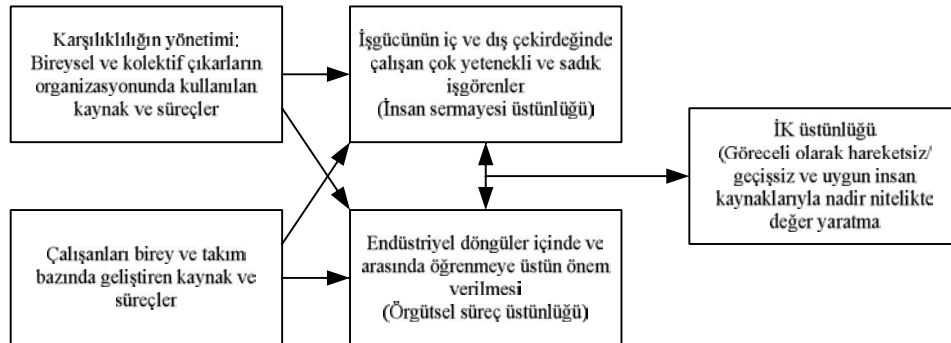 Karşılıklılığın yönetimi:
Bireysel ve kolektif çıkarların
organizasyonunda kullanılan
kaynak ve süreçler
İşgücünün iç ve dış çekirdeğinde
çalışan çok yetenekli ve sadık
işgörenler
(İnsan sermayesi üstünlüğü)
İK üstünlüğü
(Göreceli olarak hareketsiz/
geçişsiz ve uygun insan
kaynaklarıyla nadir nitelikte
değer yaratma
Çalışanları birey ve takım
bazında geliştiren kaynak ve
süreçler
Endüstriyel döngüler içinde ve
arasında öğrenmeye üstün önem
verilmesi
(Örgütsel süreç üstünlüğü)